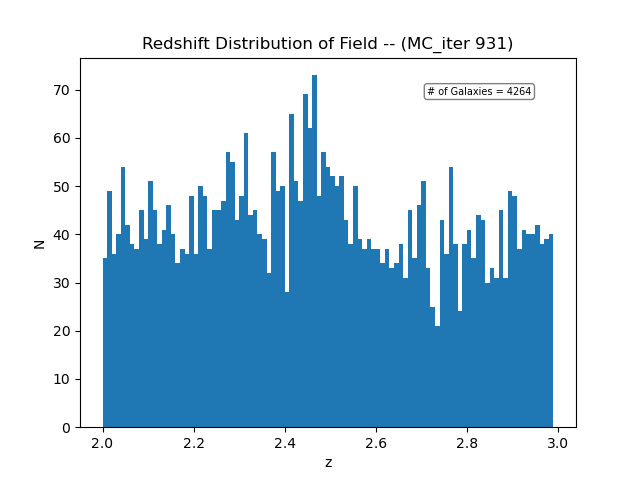 Redshift Distribution of Field -- (MC_iter 931)
# of Galaxies = 4264
70
60
50
40
30
20
10
0
N
2.0 2.2 2.4 2.6 2.8 3.0
z